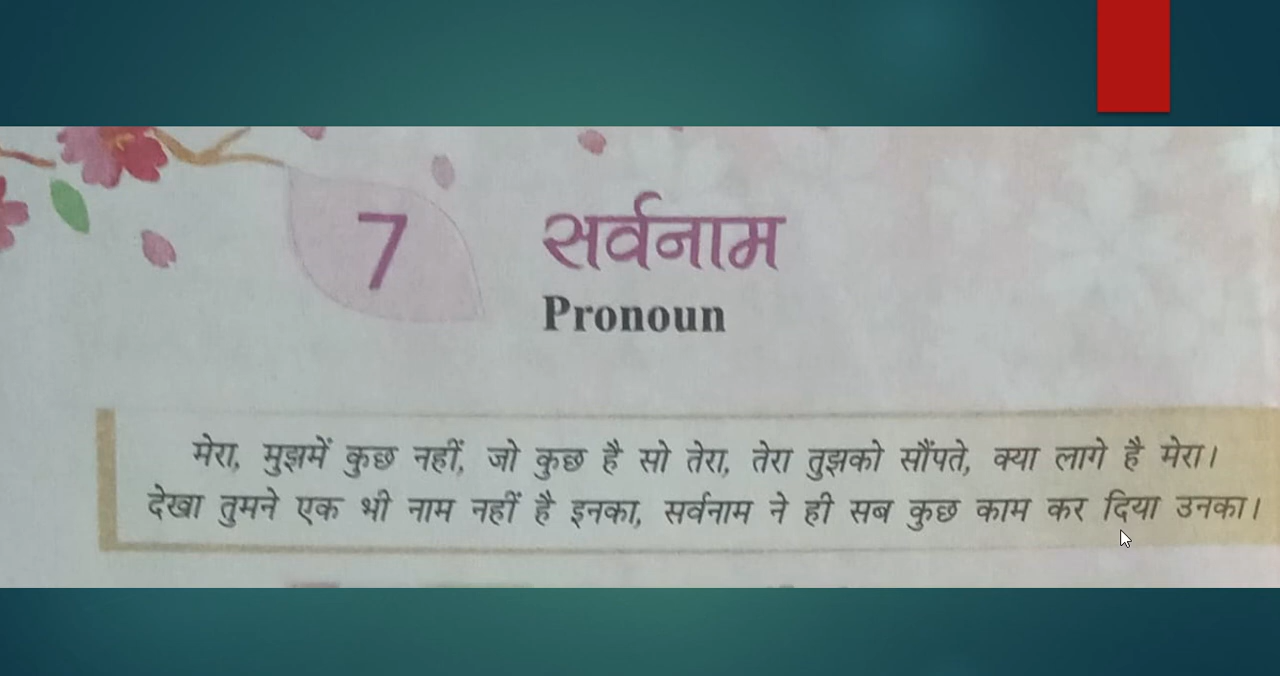 7
सर्वनाम
Pronoun
मेरा, मुझमें कुछ नहीं, जो कुछ है सो तेरा, तेरा तुझको सौंपते, क्या लागे है मेरा।
देखा तुमने एक भी नाम नहीं है इनका, सर्वनाम ने ही सब कुछ काम कर दिया उनका।